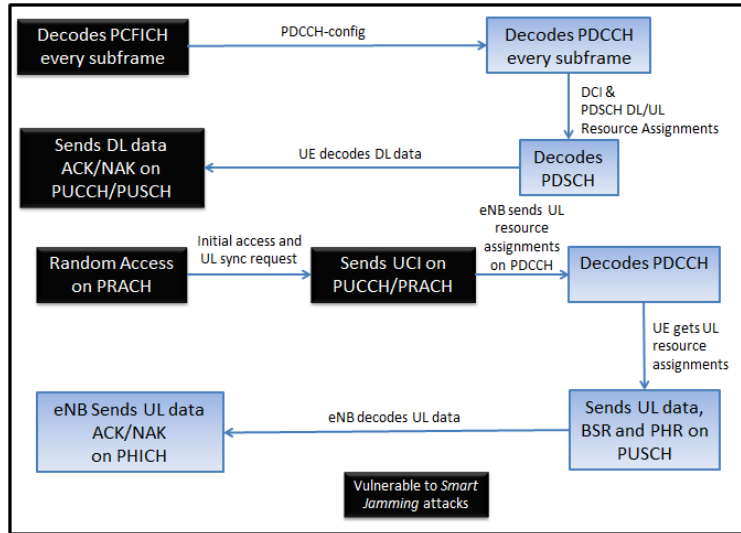 Decodes PCFICH
every subframe
PDCCH-config
Decodes PDCCH
every subframe
DCI &
PDSCH DL/UL
Resource Assignments
Sends DL data
ACK/NAK on
PUCCH/PUSCH
UE decodes DL data
Decodes
PDSCH
Random Access
on PRACH
Initial access and
UL sync request
Sends UCI on
PUCCH/PRACH
eNB sends UL
resource
assignments
on PDCCH
Decodes PDCCH
UE gets UL
resource
assignments
eNB Sends UL data
ACK/NAK
on PHICH
eNB decodes UL data
Sends UL data,
BSR and PHR on
PUSCH
Vulnerable to Smart
Jamming attacks